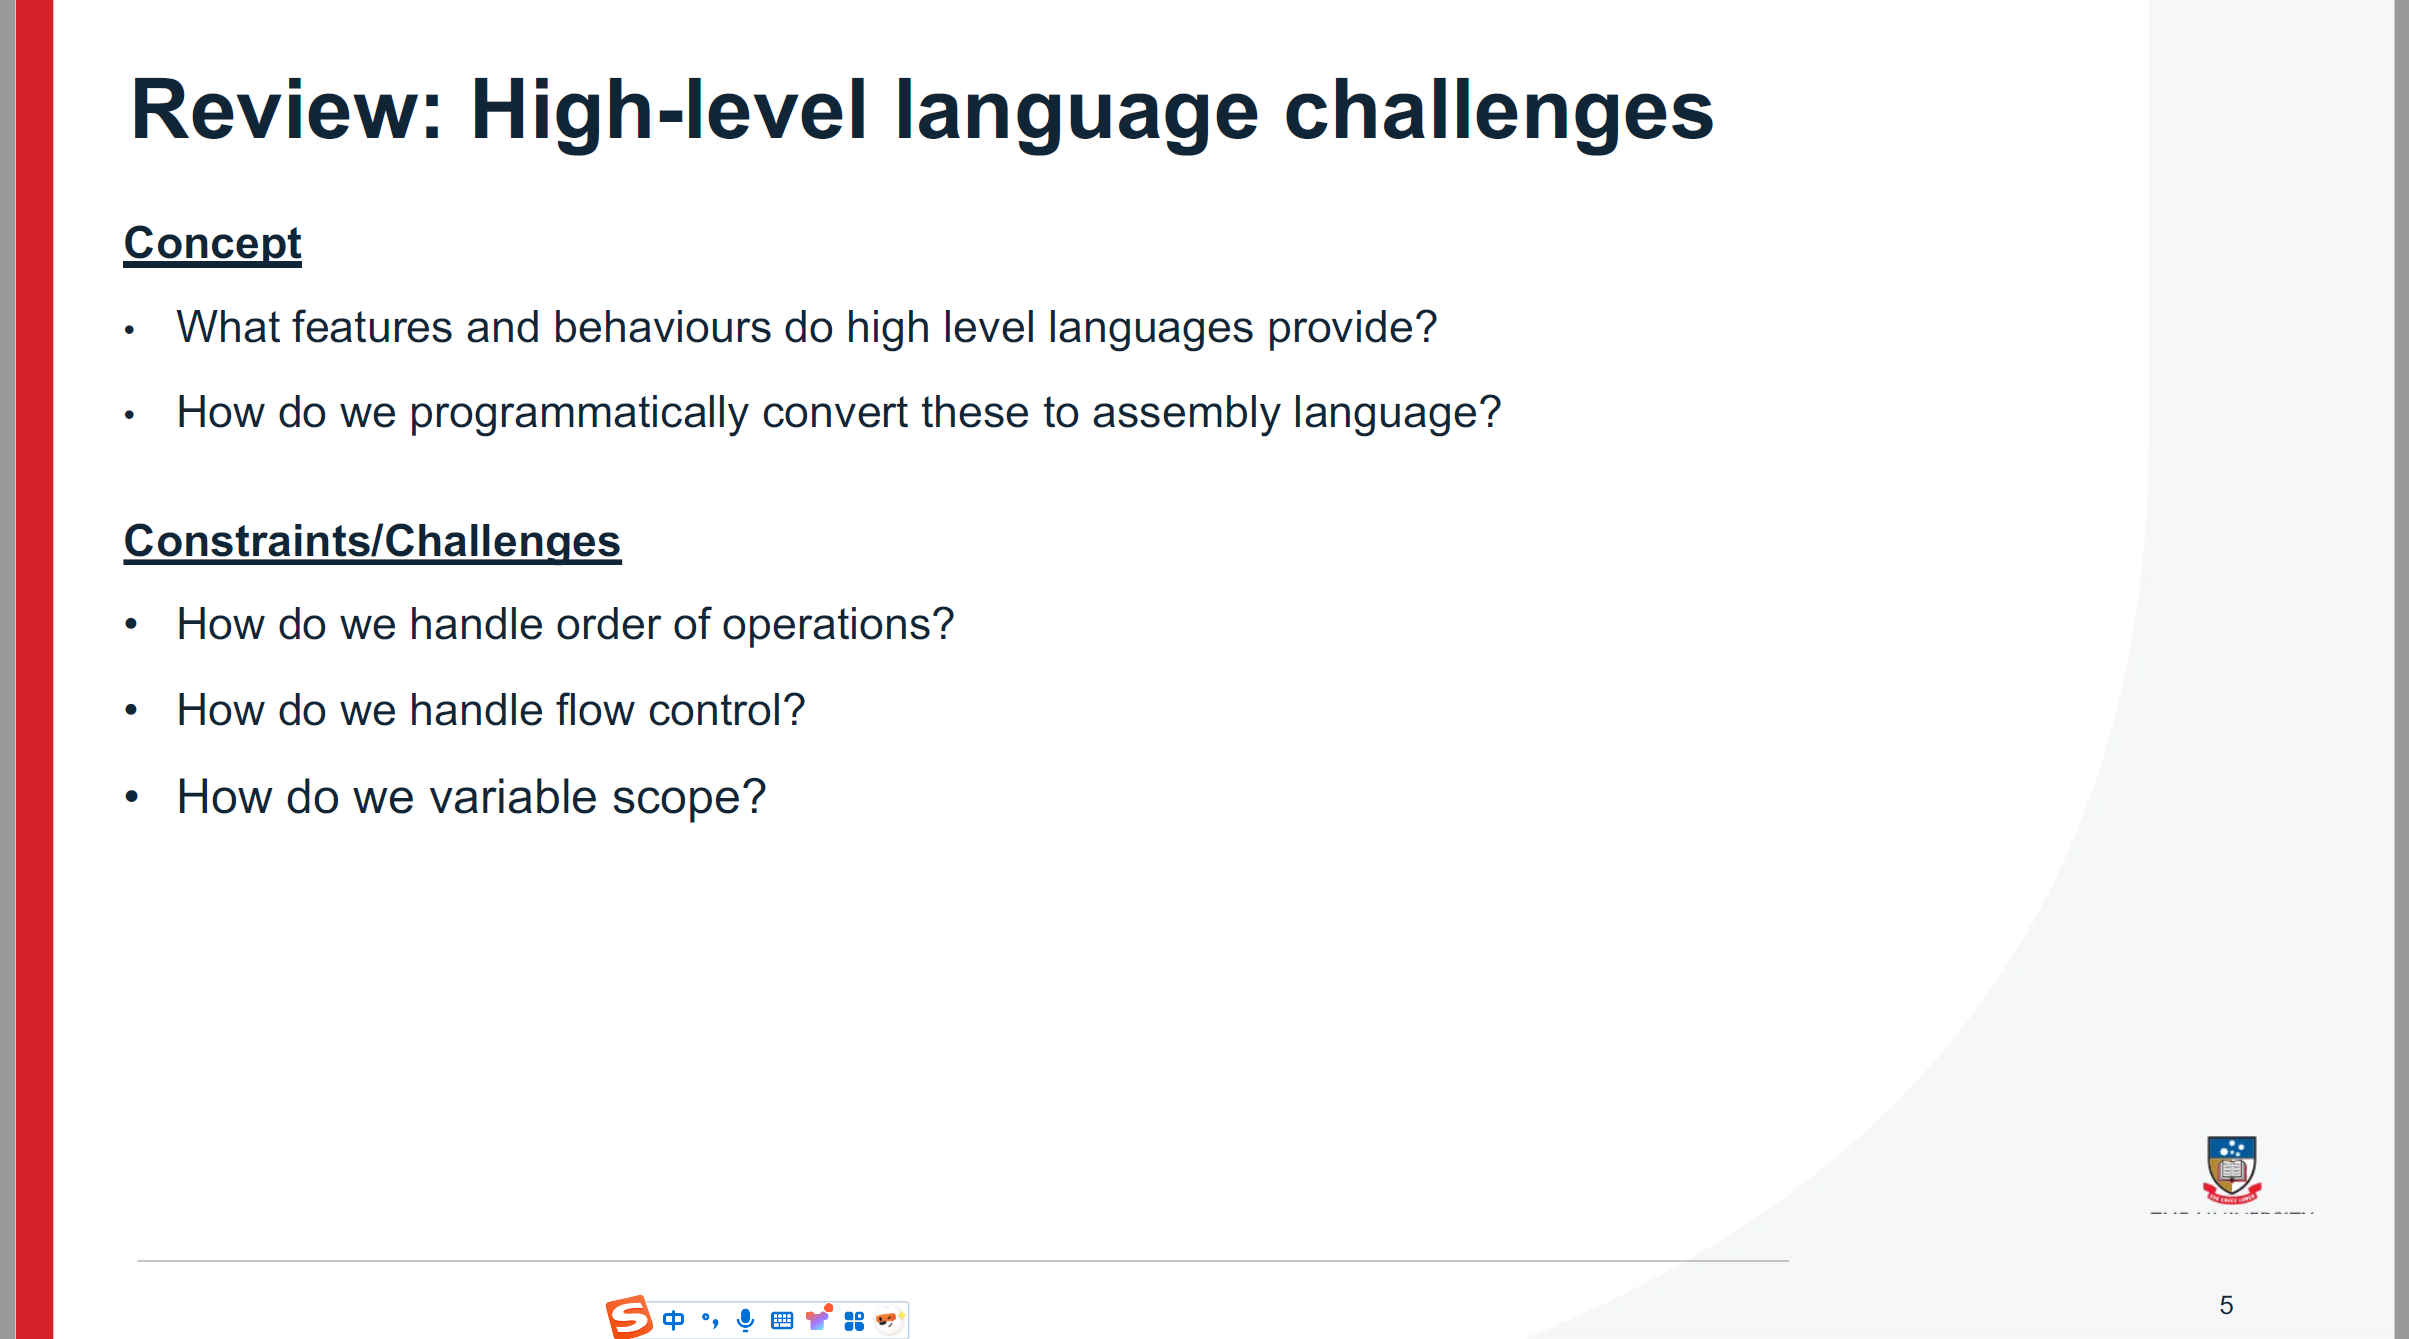 Review: High-level language challenges
Concept
• What features and behaviours do high level languages provide?
• How do we programmatically convert these to assembly language?
Constraints/Challenges
• How do we handle order of operations?
• How do we handle flow control?
• How do we variable scope?
S 中
5